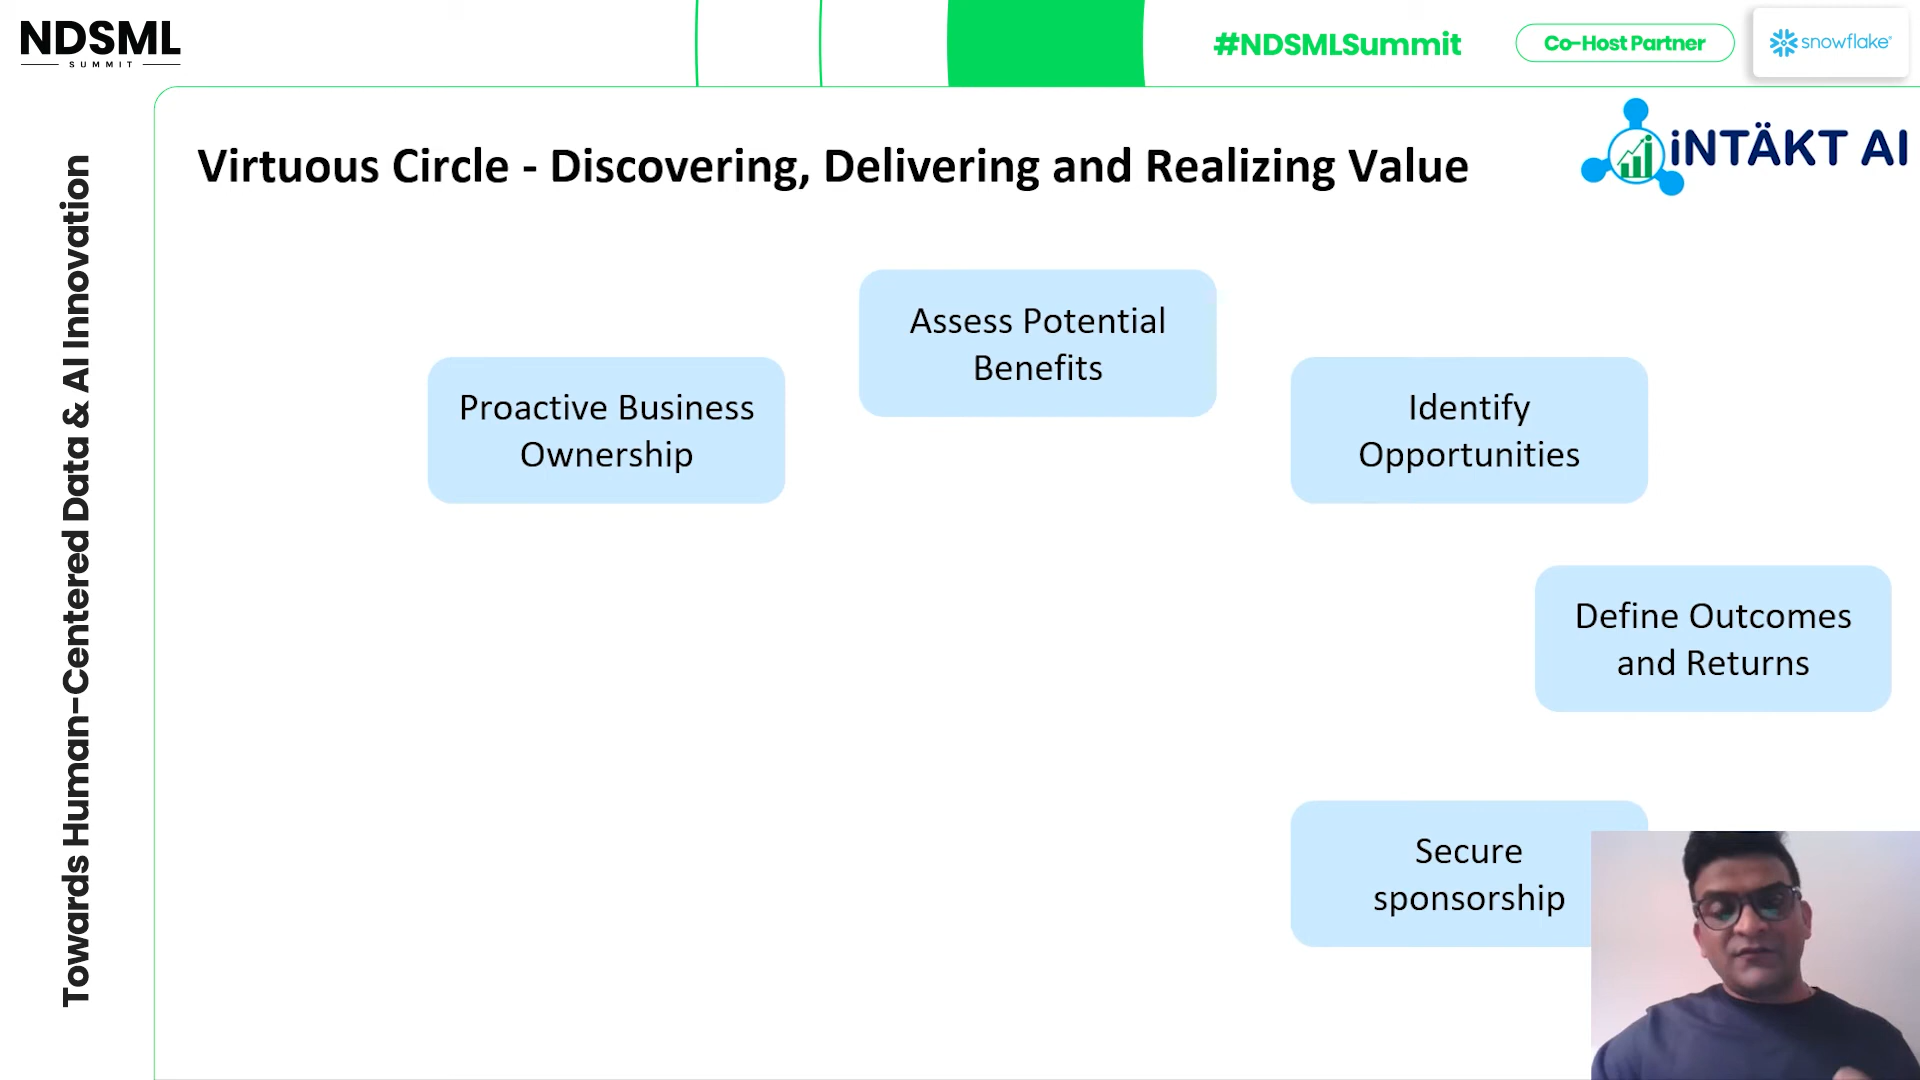 NDSML
SUMMIT
#NDSMLSummit
Co-Host Partner
snowflake®
Towards Human-Centered Data & AI Innovation
Virtuous Circle - Discovering, Delivering and Realizing Value
iNTÄKT AI
Assess Potential
Benefits
Proactive Business
Ownership
Identify
Opportunities
Define Outcomes
and Returns
Secure
sponsorship